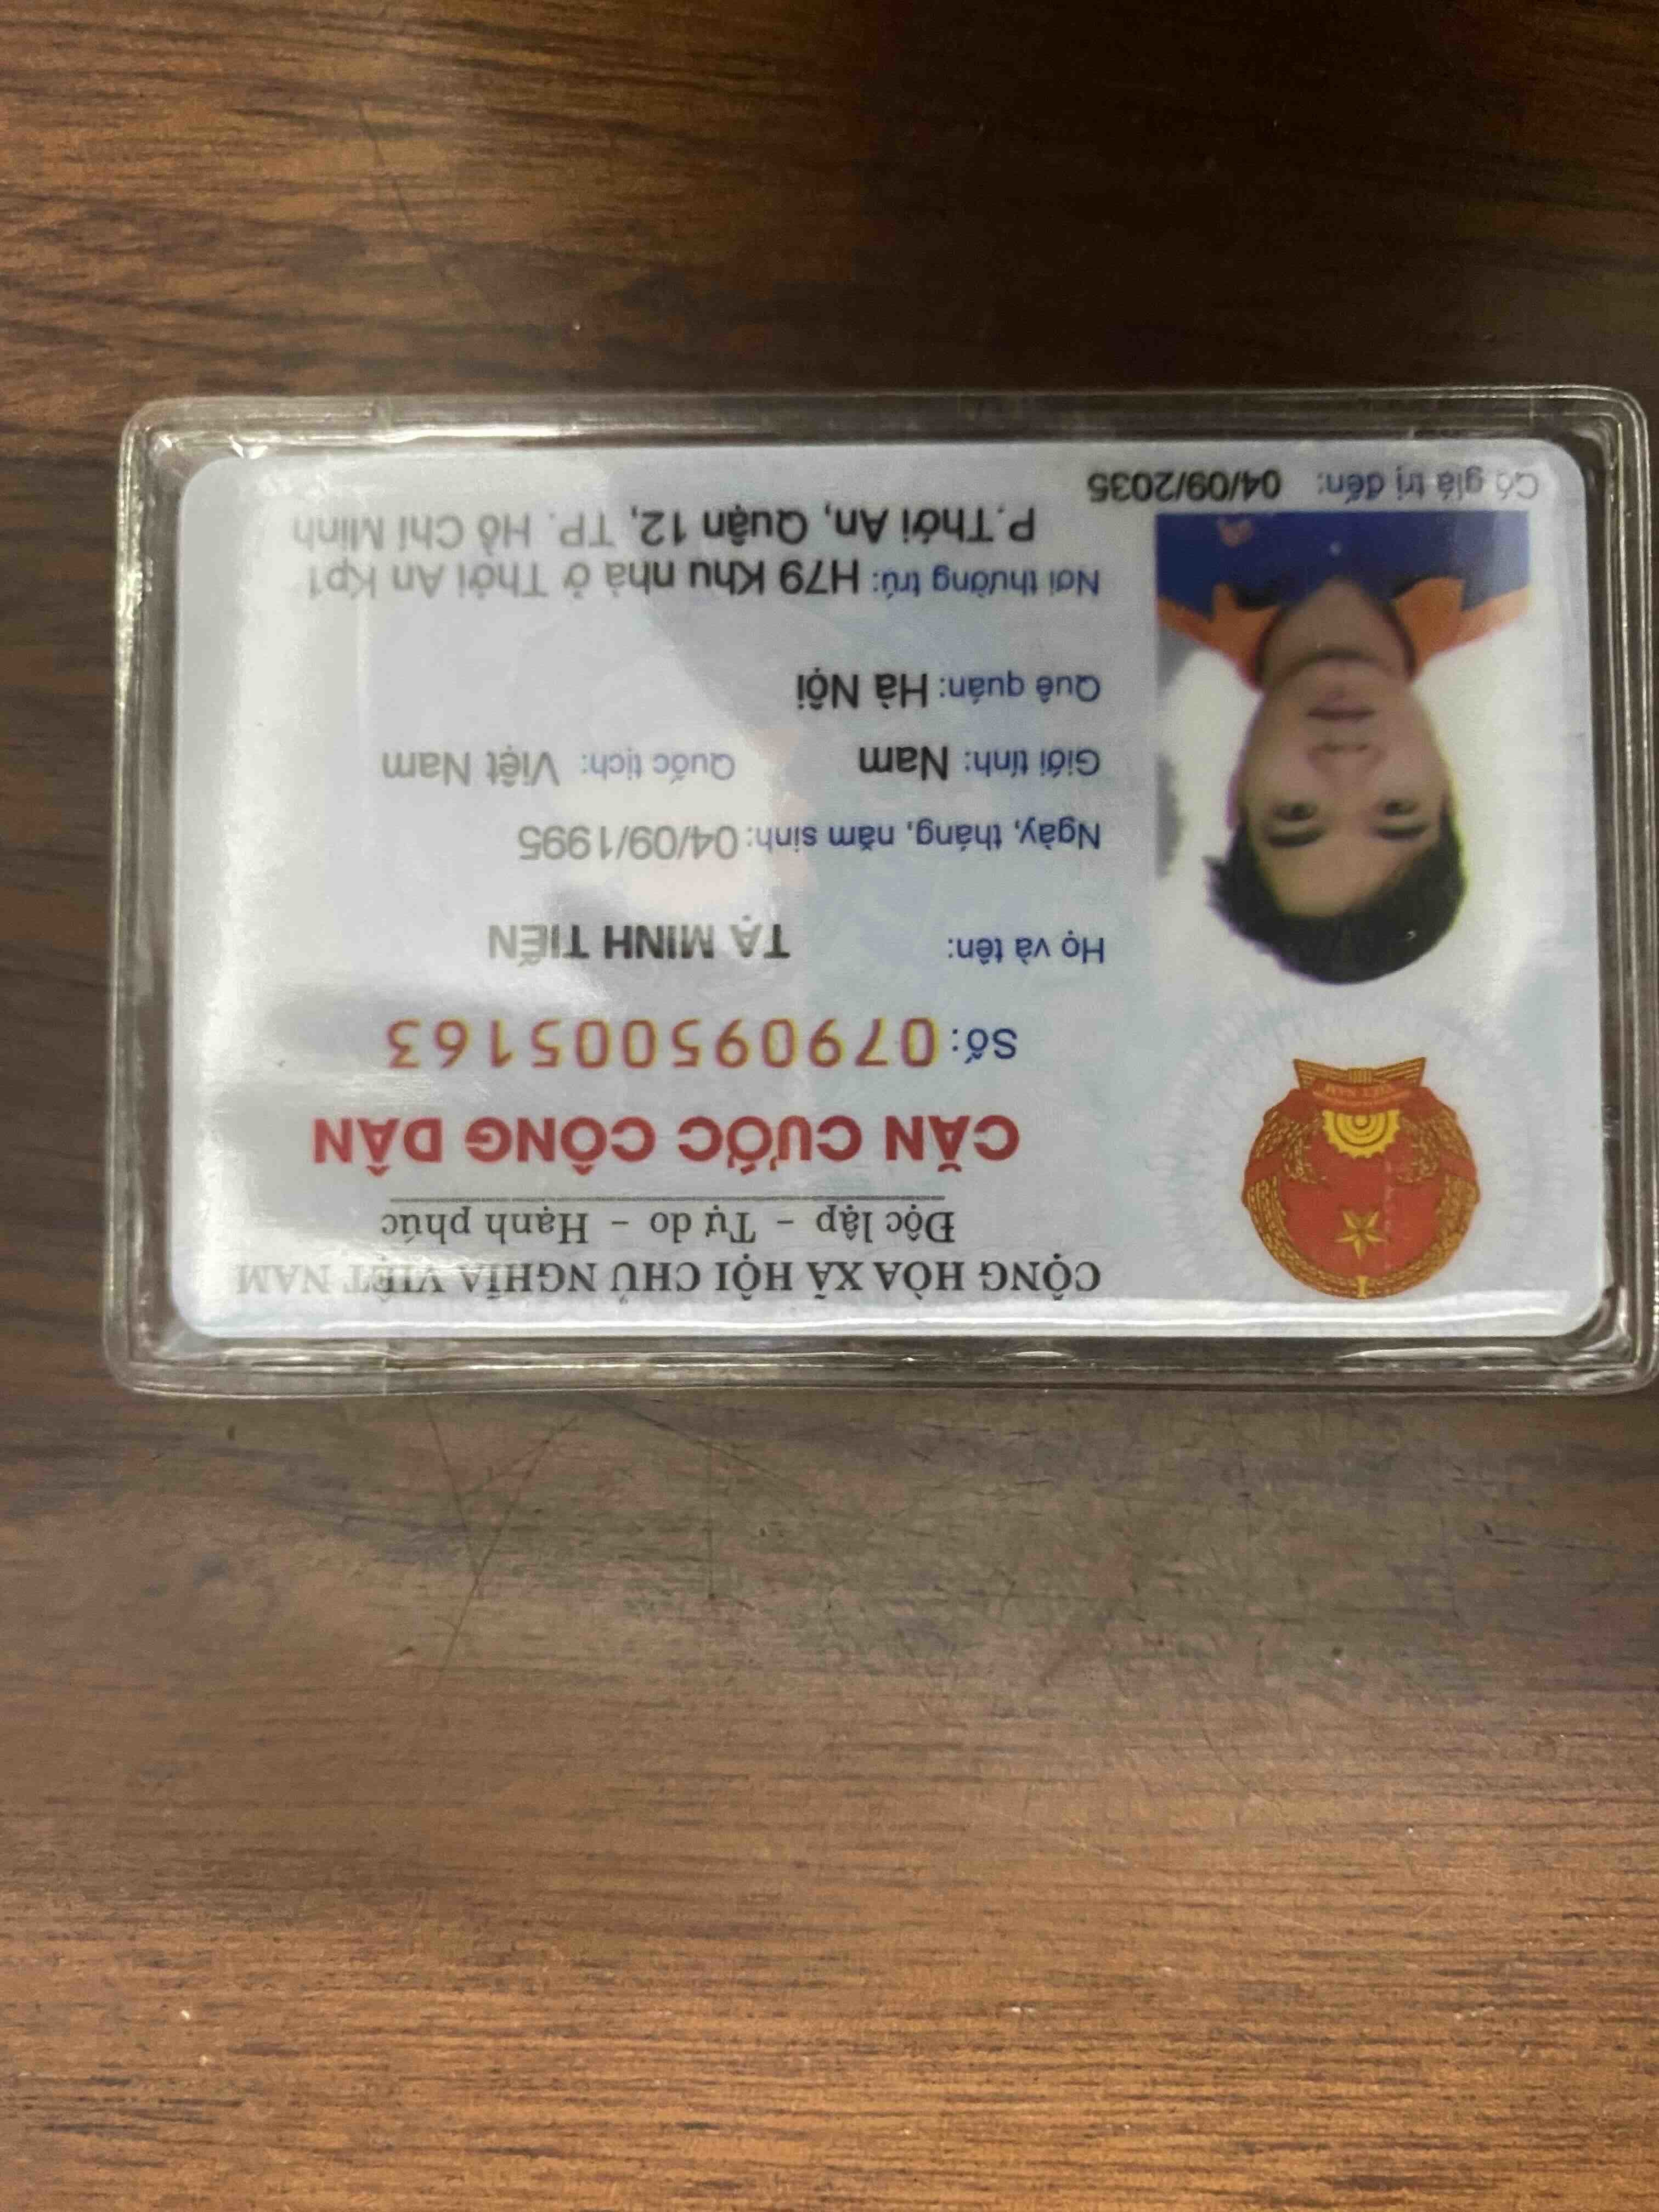 CỘNG HÒA XÃ HỘI CHỦ NGHĨA VIỆT NAM
Độc lập - Tự do - Hạnh phúc
CĂN CƯỚC CÔNG DÂN
Số: 079095005163
Họ và tên: TẠ MINH TIẾN
Ngày, tháng, năm sinh: 04/09/1995
Giới tính: Nam Quốc tịch: Việt Nam
Quê quán: Hà Nội
Nơi thường trú: H79 Khu nhà ở Thới An Kp1
P.Thới An, Quận 12, TP. Hồ Chí Minh
Có giá trị đến: 04/09/2035